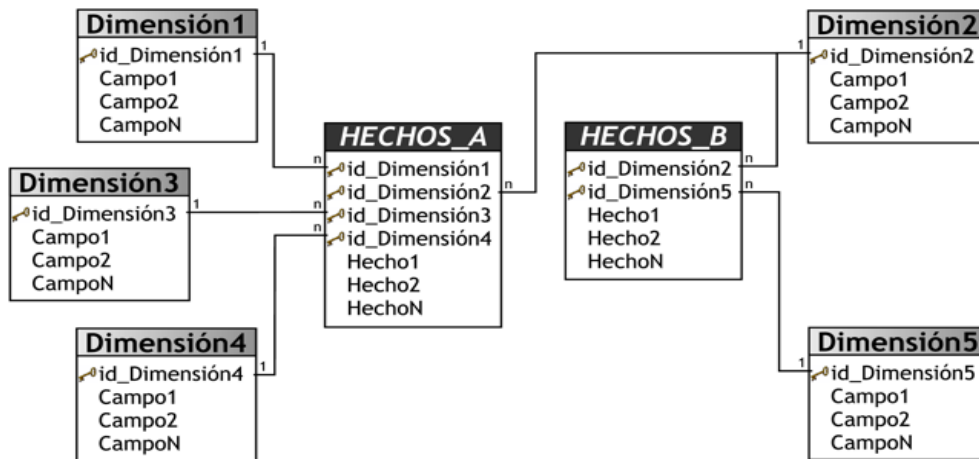 Dimensión1
id_Dimensión1
Campo1
Campo2
CampoN
1
Dimensión3
id_Dimensión3
Campo1
Campo2
CampoN
1
Dimensión4
id_Dimensión4
Campo1
Campo2
CampoN
1
HECHOS_A
n
id_Dimensión1
id_Dimensión2
n
n
id_Dimensión3
n
id_Dimensión4
Hecho1
Hecho2
HechoN
HECHOS_B
id_Dimensión2
n
id_Dimensión5
n
Hecho1
Hecho2
HechoN
Dimensión2
1
id_Dimensión2
Campo1
Campo2
CampoN
Dimensión5
1
id_Dimensión5
Campo1
Campo2
CampoN